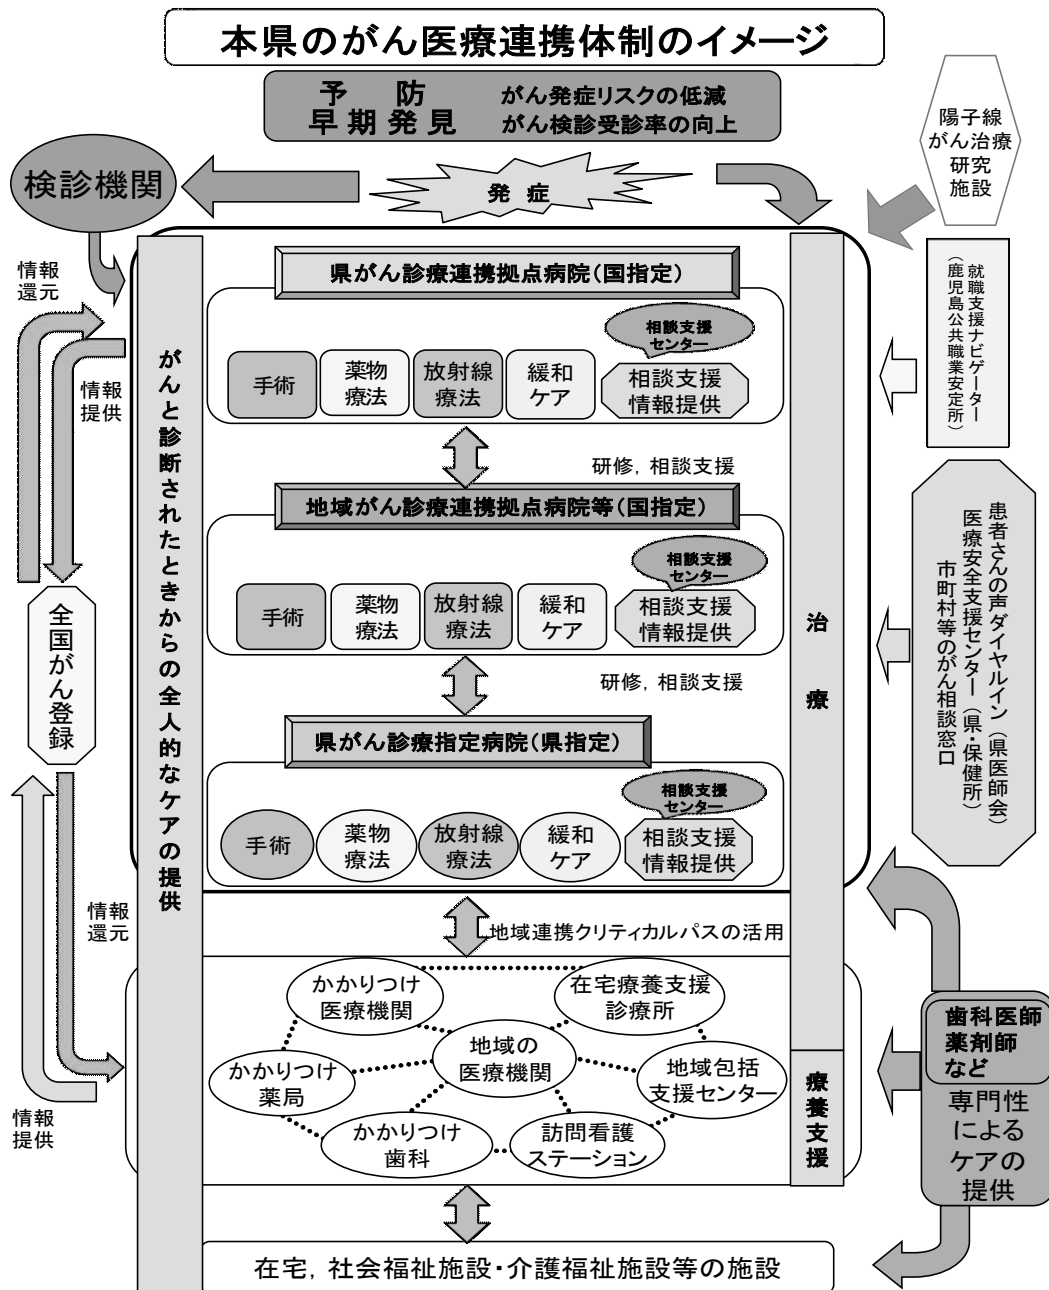 本県のがん医療連携体制のイメージ
予　防　がん発症リスクの低減
早期発見　がん検診受診率の向上
陽子線
がん治療
研究
施設
検診機関
発 症
情報
還元
県がん診療連携拠点病院(国指定)
就職支援ナビゲーター
(鹿児島公共職業安定所)
相談支援
センター
手術
薬物
療法
放射線
療法
緩和
ケア
相談支援
情報提供
情報
提供
がんと診断されたときからの全人的なケアの提供
研修, 相談支援
地域がん診療連携拠点病院等(国指定)
相談支援
センター
手術
薬物
療法
放射線
療法
緩和
ケア
相談支援
情報提供
治療
患者さんの声ダイヤルイン(県医師会)
医療安全支援センター(県・保健所)
市町村等のがん相談窓口
全国がん登録
研修, 相談支援
県がん診療指定病院(県指定)
相談支援
センター
手術
薬物
療法
放射線
療法
緩和
ケア
相談支援
情報提供
情報
還元
地域連携クリティカルパスの活用
かかりつけ
医療機関
在宅療養支援
診療所
地域の
医療機関
かかりつけ
薬局
地域包括
支援センター
かかりつけ
歯科
訪問看護
ステーション
療養支援
歯科医師
薬剤師
など
専門性
による
ケアの
提供
情報
提供
在宅, 社会福祉施設・介護福祉施設等の施設